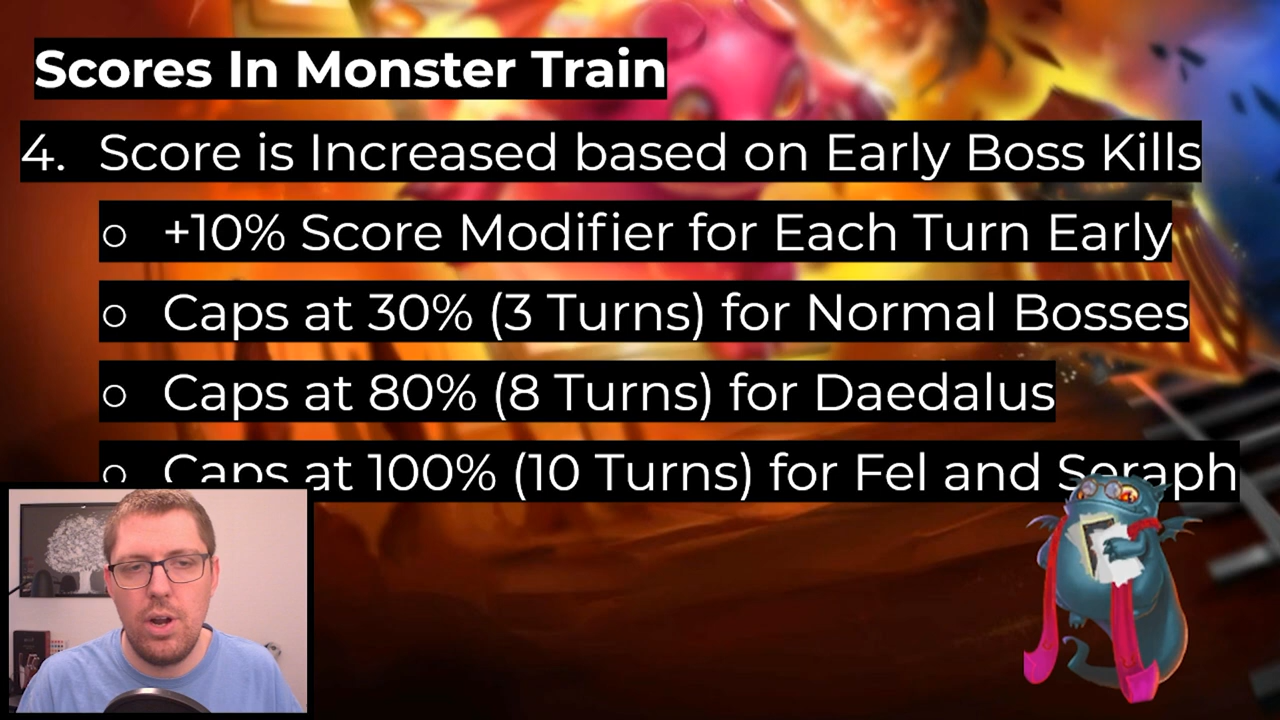 Scores In Monster Train
4. Score is Increased based on Early Boss Kills
○ +10% Score Modifier for Each Turn Early
○ Caps at 30% (3 Turns) for Normal Bosses
○ Caps at 80% (8 Turns) for Daedalus
○ Caps at 100% (10 Turns) for Fel and Seraph